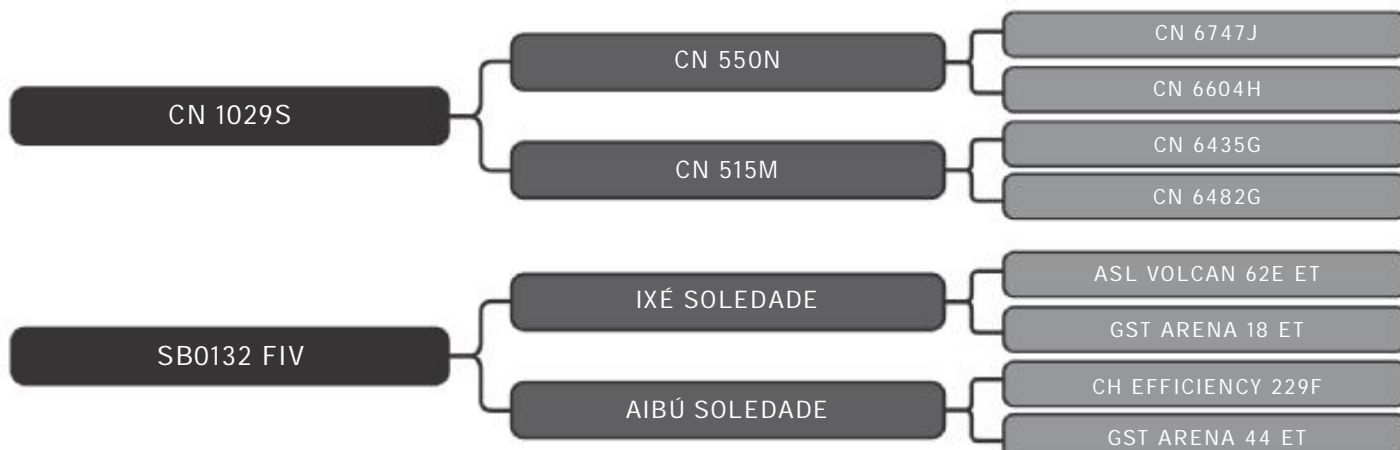 CN 1029S
CN 550N
CN 6747J
CN 6604H
CN 515M
CN 6435G
CN 6482G
SB0132 FIV
IXÉ SOLEDADE
ASL VOLCAN 62E ET
GST ARENA 18 ET
AIBÚ SOLEDADE
CH EFFICIENCY 229F
GST ARENA 44 ET